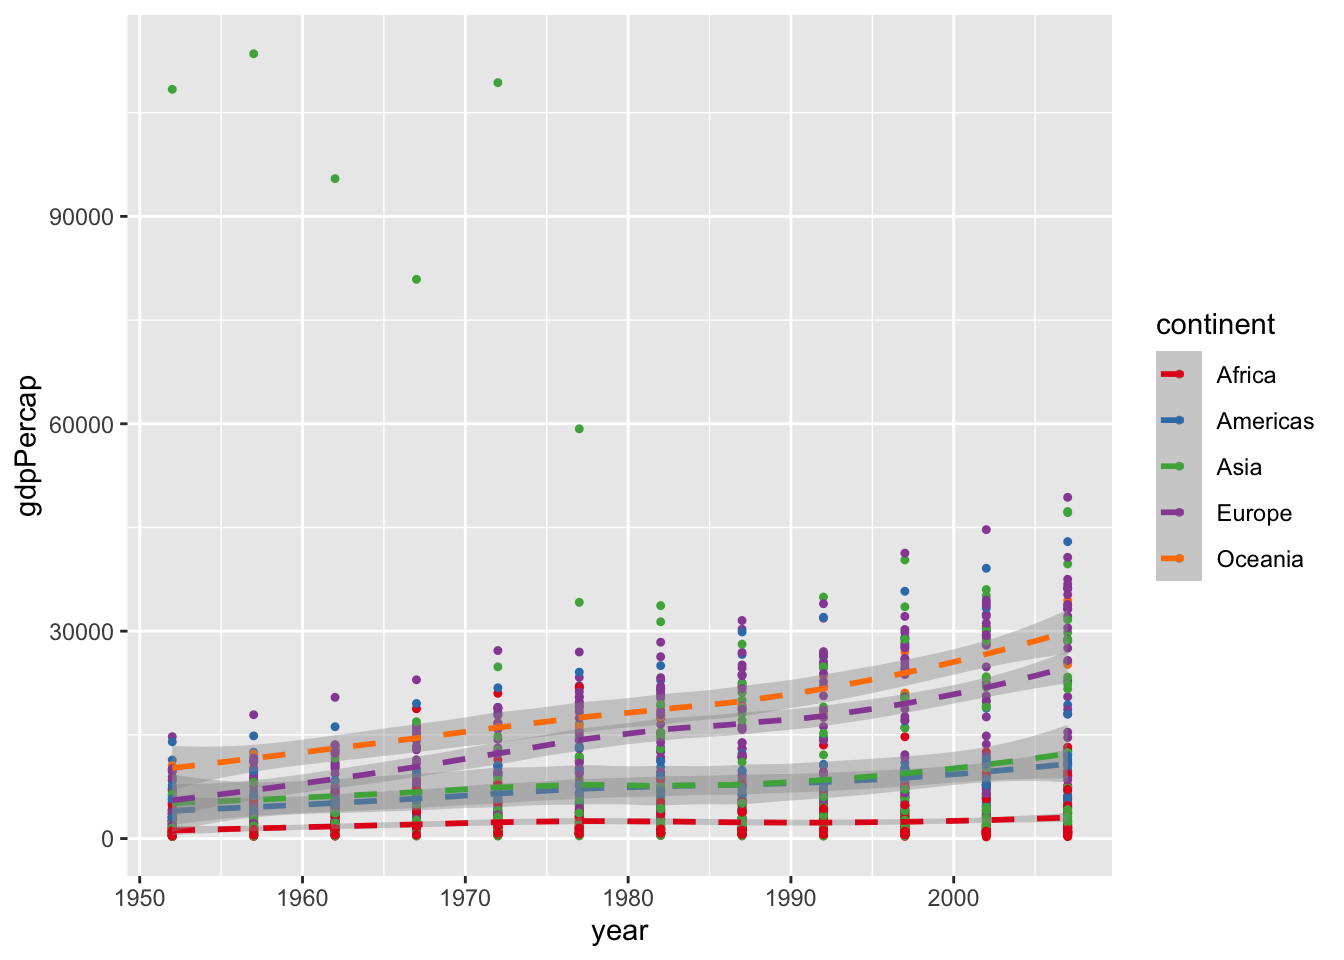 90000
60000
30000
0
gdpPercap
1950 1960 1970 1980 1990 2000
year
continent
Africa
Americas
Asia
Europe
Oceania